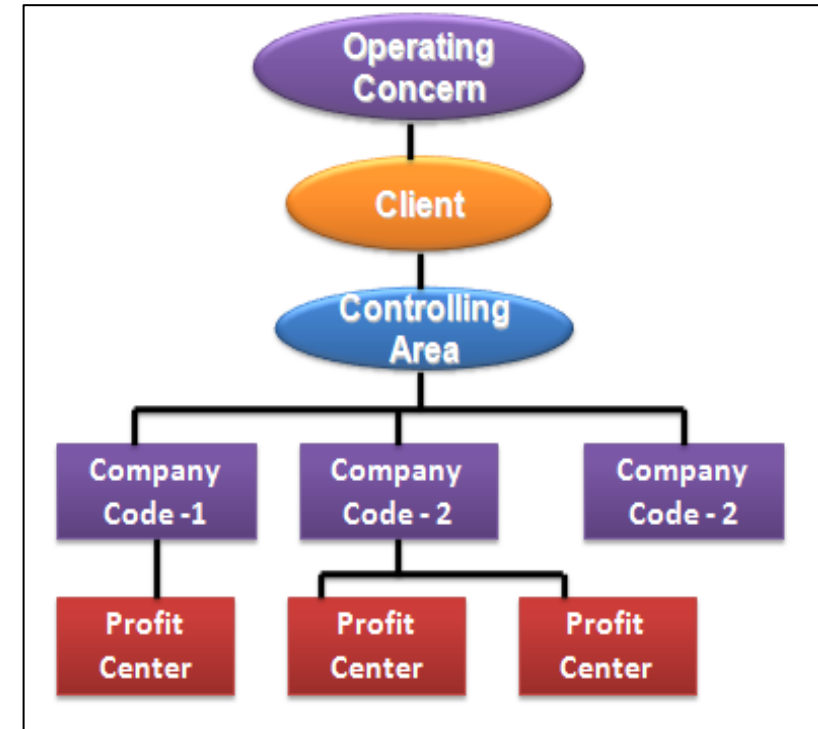 Operating
Concern
Client
Controlling
Area
Company
Code -1
Company
Code - 2
Company
Code - 2
Profit
Center
Profit
Center
Profit
Center